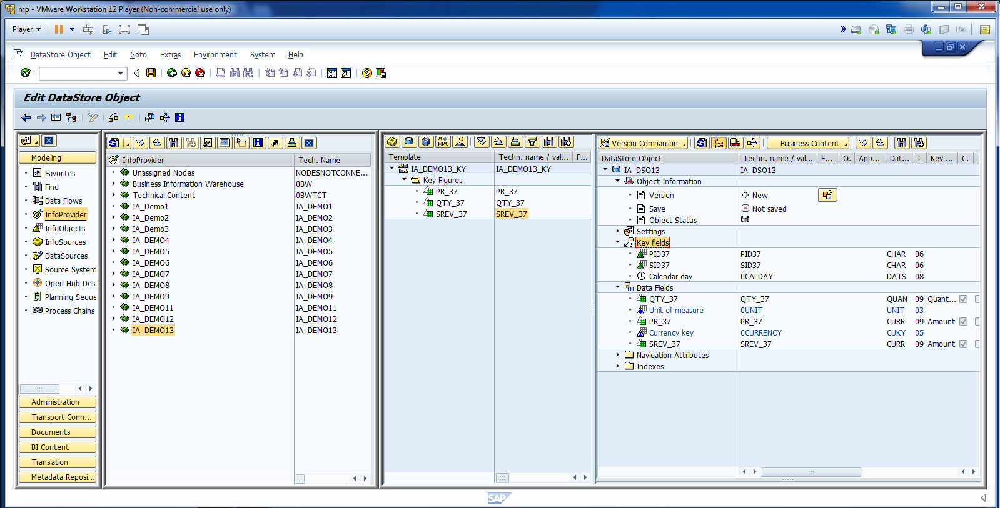 mp - VMware Workstation 12 Player (Non-commercial use only)
Player
DataStore Object Edit Goto Extras Environment System Help
Edit DataStore Object
Modeling
Favorites
Find
Data Flows
InfoProvider
InfoObjects
InfoSources
DataSources
Source System
Open Hub Dest
Planning Seque
Process Chains
Administration
Transport Conn...
Documents
BI Content
Translation
Metadata Reposi...
InfoProvider Tech. Name
Unassigned Nodes NODESNOTCONNE...
Business Information Warehouse 0BW
Technical Content 0BWTCT
IA_Demo1 IA_DEMO1
IA_Demo2 IA_DEMO2
IA_Demo3 IA_DEMO3
IA_DEMO4 IA_DEMO4
IA_DEMO5 IA_DEMO5
IA_DEMO6 IA_DEMO6
IA_DEMO7 IA_DEMO7
IA_DEMO8 IA_DEMO8
IA_DEMO9 IA_DEMO9
IA_DEMO11 IA_DEMO11
IA_DEMO12 IA_DEMO12
IA_DEMO13 IA_DEMO13
Template Techn. name / val... F...
IA_DEMO13_KY IA_DEMO13_KY
Key Figures
PR_37 PR_37
QTY_37 QTY_37
SREV_37 SREV_37
Version Comparison Business Content
DataStore Object Techn. name / val... F... O. App... Dat... L Key ... C.
IA_DSO13 IA_DSO13
Object Information
Version New
Save Not saved
Object Status
Settings
Key fields
PID37 PID37 CHAR 06
SID37 SID37 CHAR 06
Calendar day 0CALDAY DATS 08
Data Fields
QTY_37 QTY_37 QUAN 09 Quant...
Unit of measure 0UNIT UNIT 03
PR_37 PR_37 CURR 09 Amount
Currency key 0CURRENCY CUKY 05
SREV_37 SREV_37 CURR 09 Amount
Navigation Attributes
Indexes
SAP